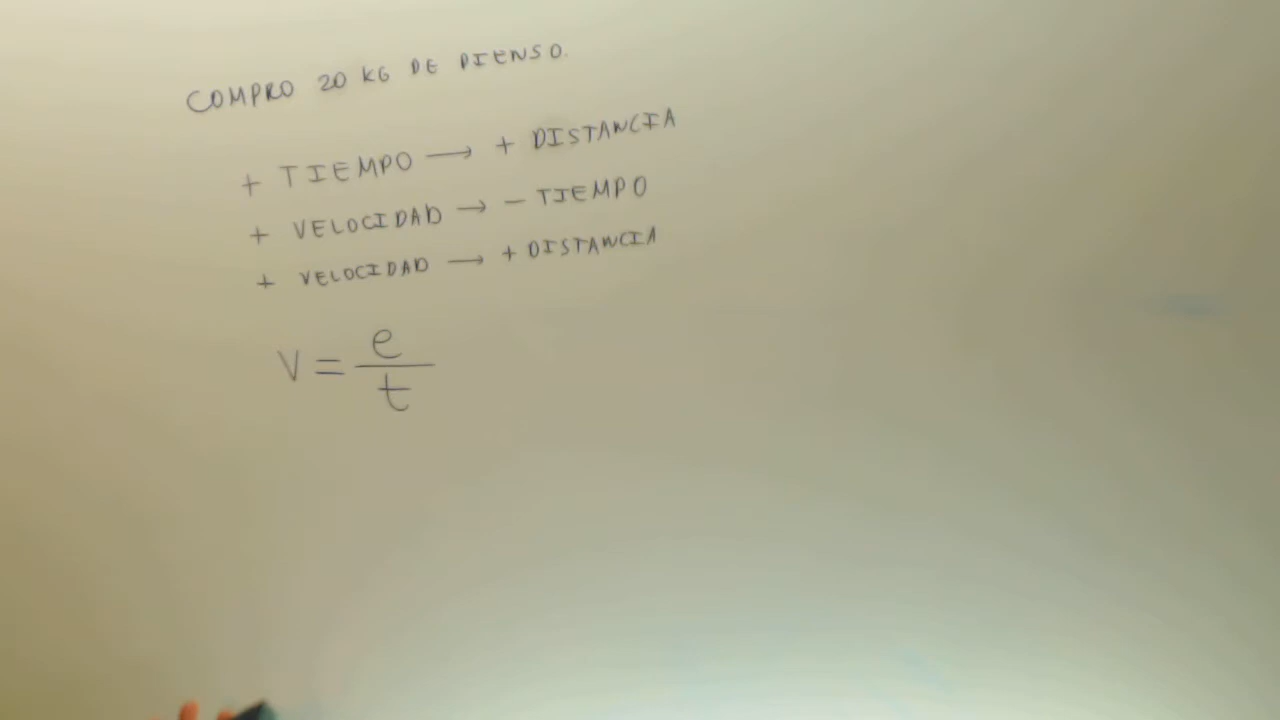 COMPRO 20 KG DE PIENSO.
+ TIEMPO → + DISTANCIA
+ VELOCIDAD → - TIEMPO
+ VELOCIDAD → + DISTANCIA
V = e/t